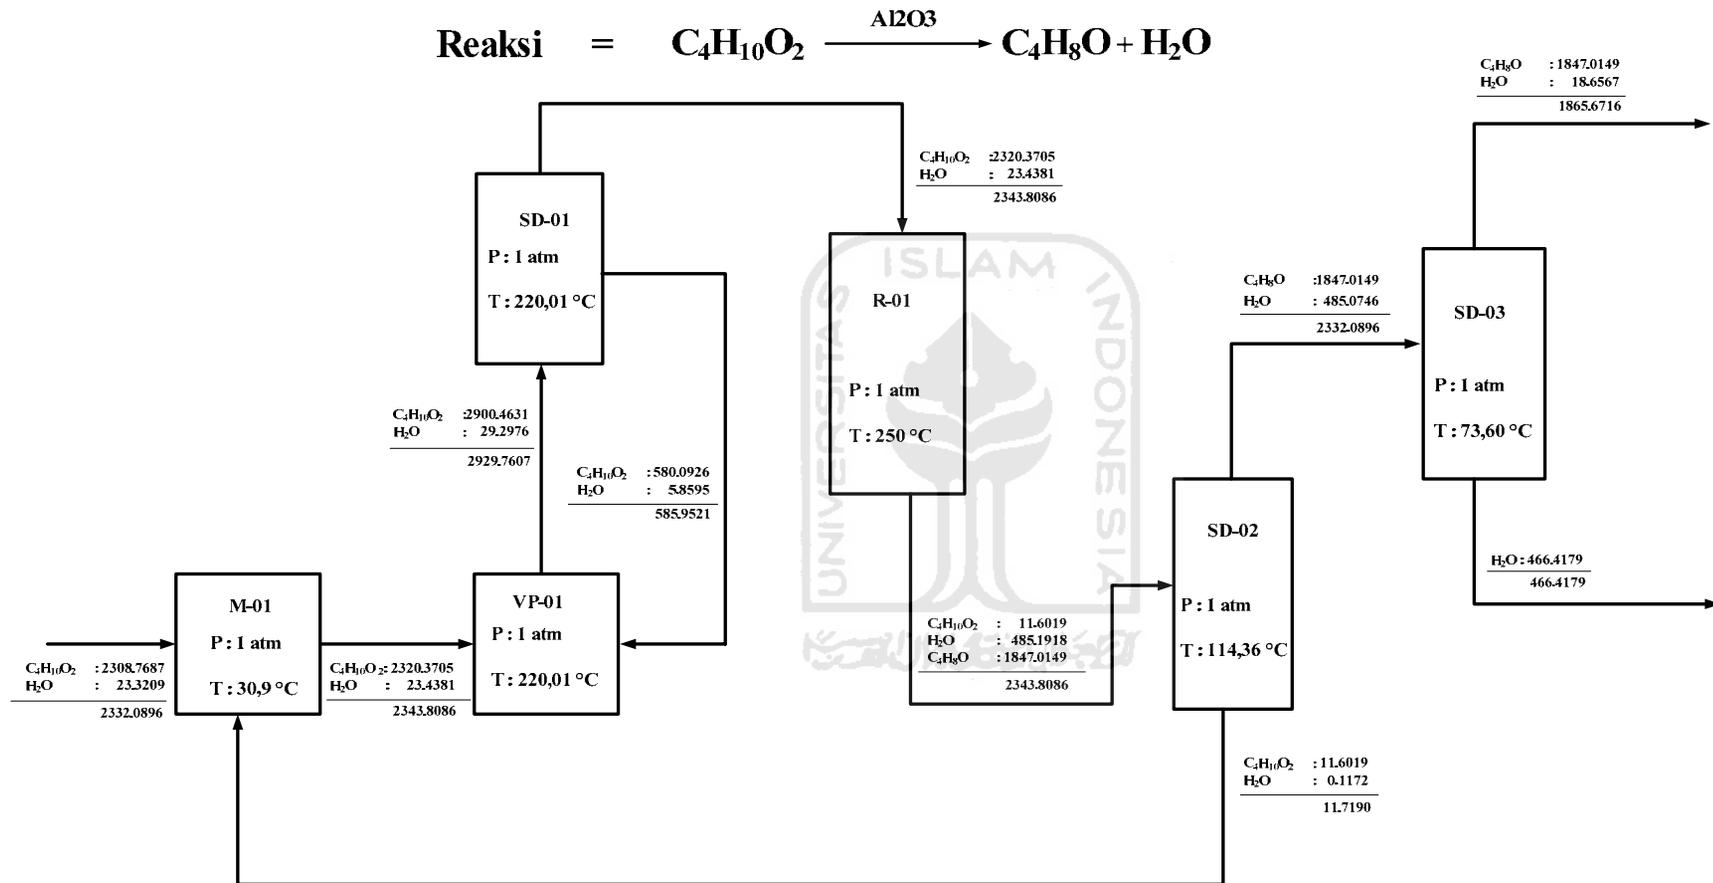 Al2O3
Reaksi = C₄H₁₀O₂ → C₄H₈O + H₂O
C₄H₈O :1847.0149
H₂O : 18.6567
1865.6716
C₄H₁₀O₂ :2320.3705
H₂O : 23.4381
2343.8086
SD-01
P : 1 atm
T : 220,01 °C
R-01
P : 1 atm
T : 250 °C
C₄H₈O :1847.0149
H₂O : 485.0746
2332.0896
SD-03
P : 1 atm
T : 73,60 °C
C₄H₁₀O₂ :2900.4631
H₂O : 29.2976
2929.7607
C₄H₁₀O₂ :580.0926
H₂O : 5.8595
585.9521
SD-02
P : 1 atm
T : 114,36 °C
H₂O : 466.4179
466.4179
M-01
P : 1 atm
T : 30,9 °C
VP-01
P : 1 atm
T : 220,01 °C
C₄H₁₀O₂ : 2308.7687
H₂O : 23.3209
2332.0896
C₄H₁₀O₂: 2320.3705
H₂O : 23.4381
2343.8086
C₄H₁₀O₂ : 11.6019
H₂O : 485.1918
C₄H₈O : 1847.0149
2343.8086
C₄H₁₀O₂ : 11.6019
H₂O : 0.1172
11.7190
UNIVERSITAS
ISLAM
INDONESIA